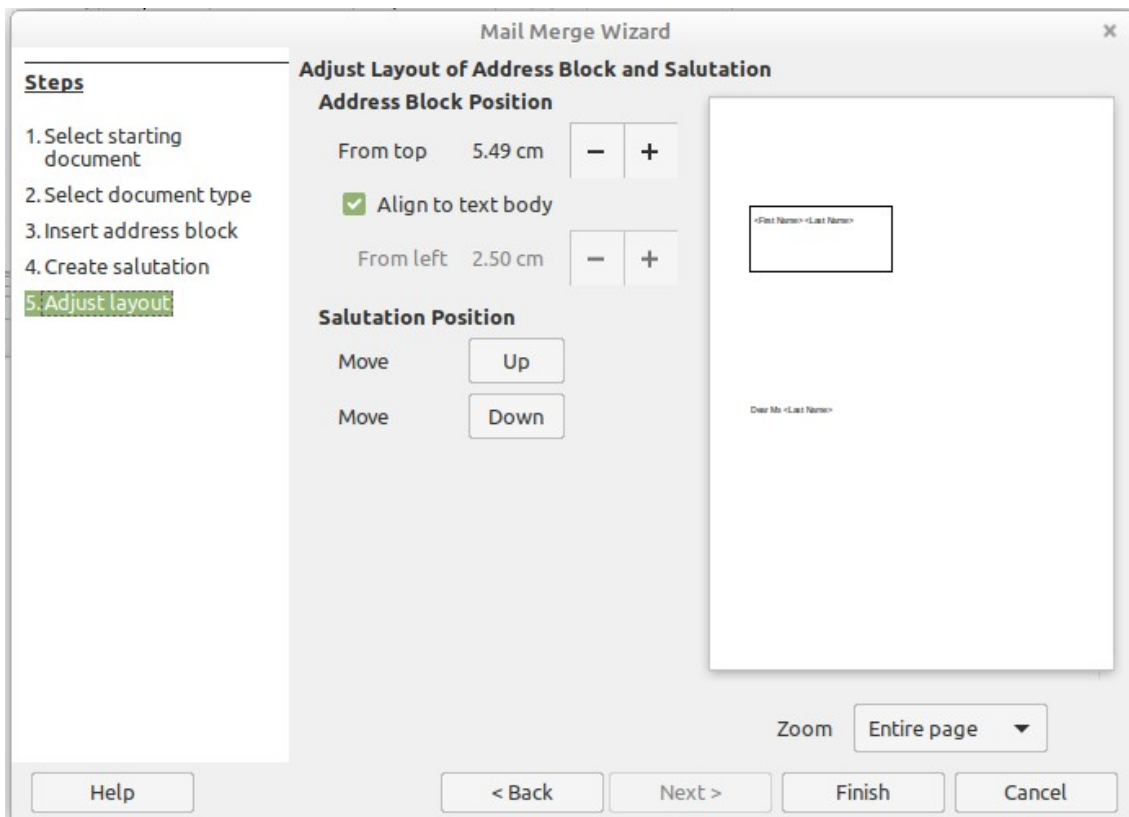 Mail Merge Wizard
Steps
1. Select starting
document
2. Select document type
3. Insert address block
4. Create salutation
5. Adjust layout
Adjust Layout of Address Block and Salutation
Address Block Position
From top 5.49 cm − +
Align to text body
From left 2.50 cm − +
Salutation Position
Move Up
Move Down
<First Name> <Last Name>
Dear Ms <Last Name>
Zoom Entire page
Help < Back Next > Finish Cancel